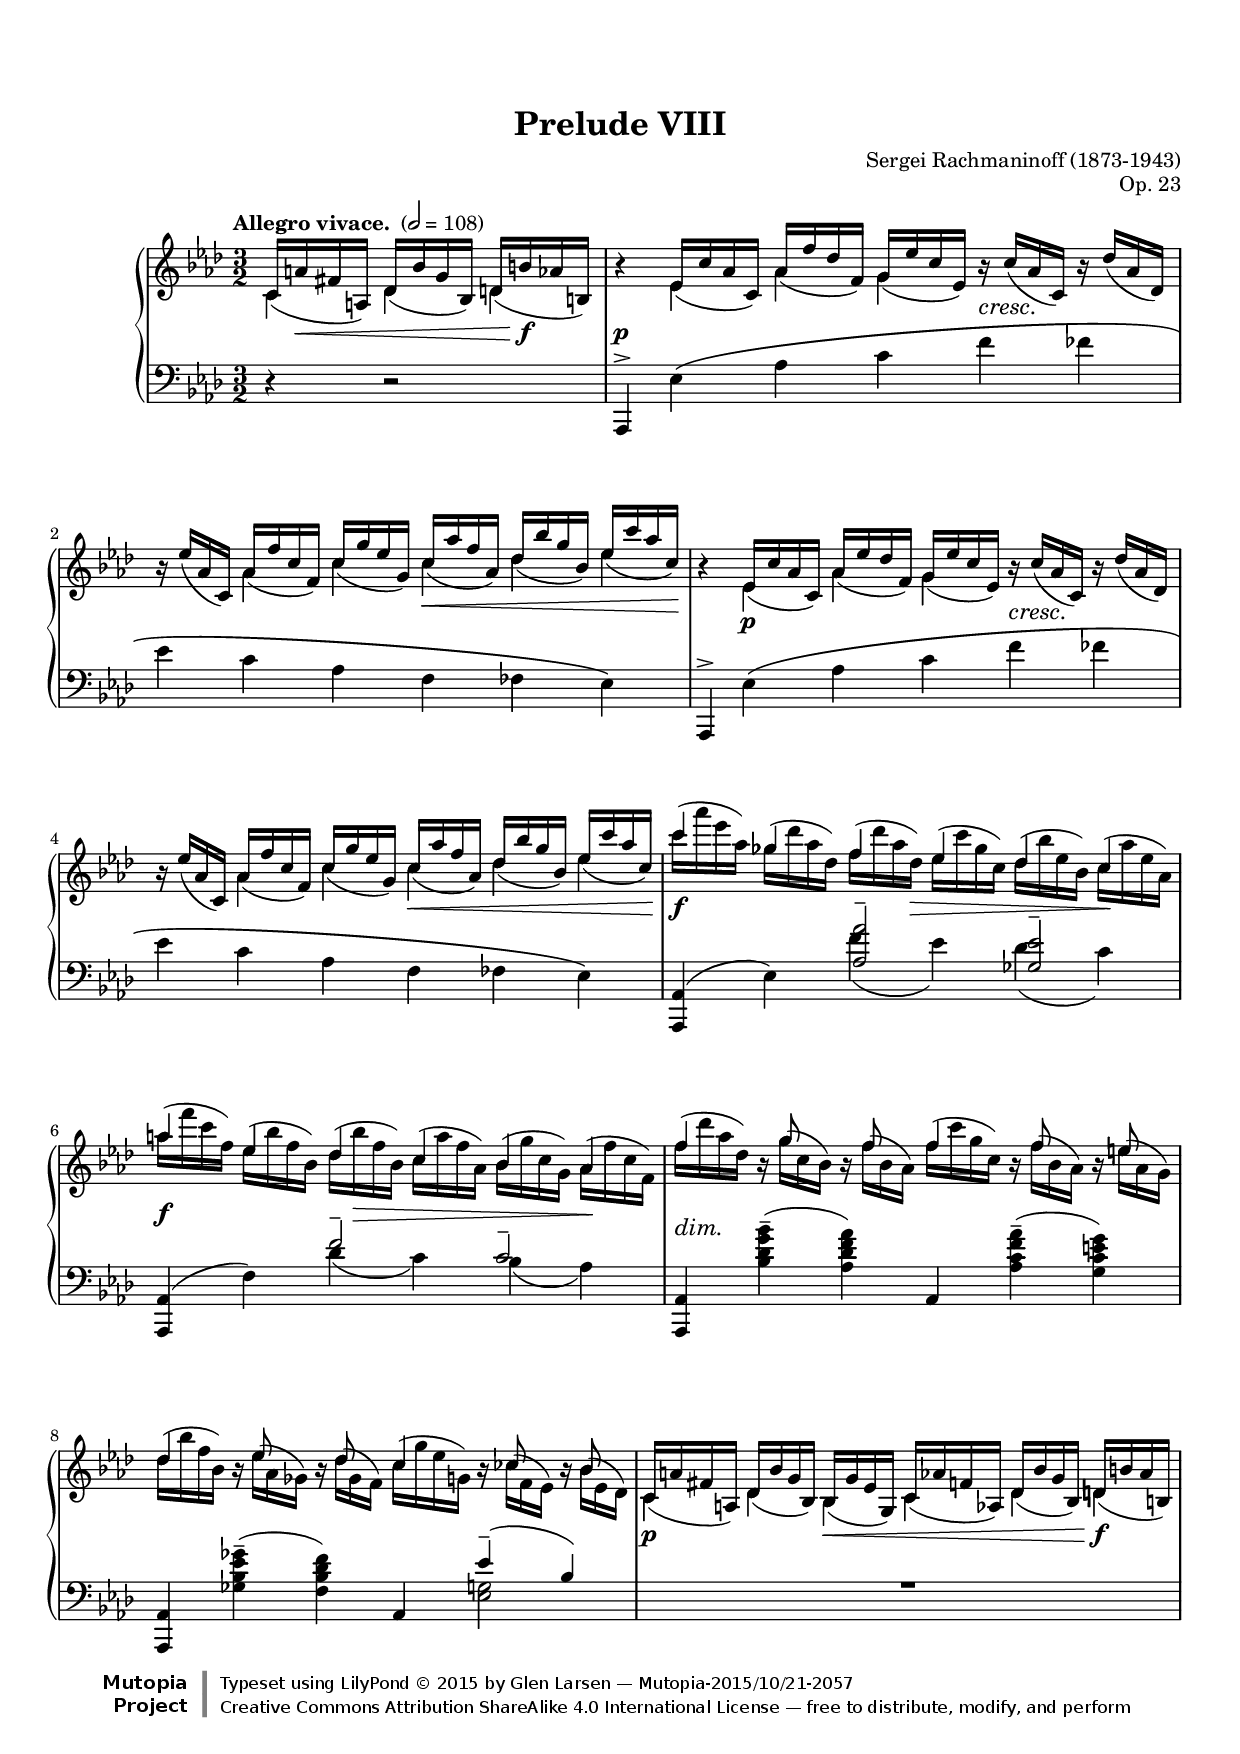 Prelude VIII
Sergei Rachmaninoff (1873-1943)
Op. 23
Allegro vivace. (𝅗𝅥 = 108)
f
p
cresc.
2
p
cresc.
4
f
6
f
dim.
8
p
f
Mutopia Project
Typeset using LilyPond © 2015 by Glen Larsen — Mutopia-2015/10/21-2057
Creative Commons Attribution ShareAlike 4.0 International License — free to distribute, modify, and perform